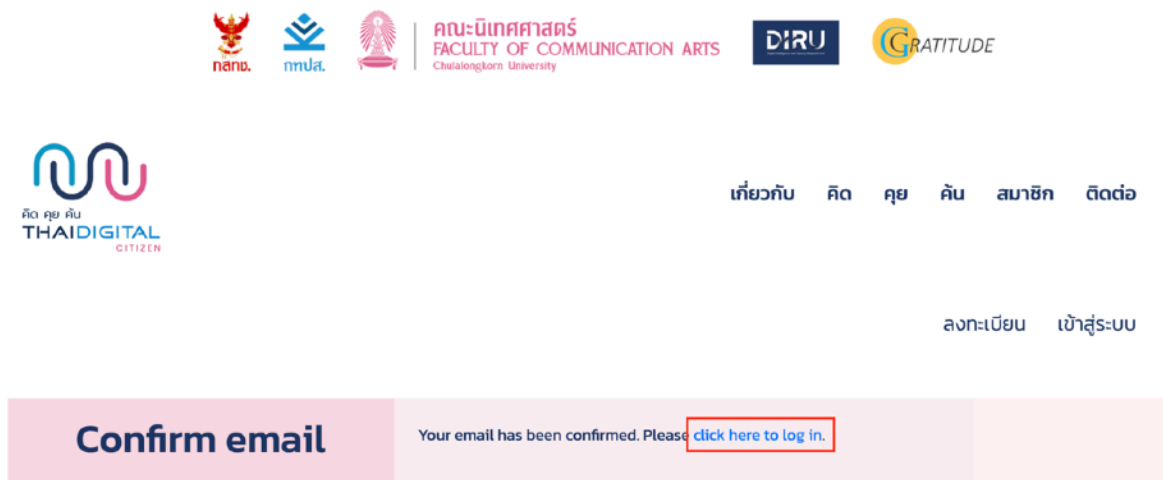 กสทช.
กทปส.
คณะนิเทศศาสตร์
FACULTY OF COMMUNICATION ARTS
Chulalongkorn University
DIRU
GRATITUDE
คิด คุย ค้น
THAIDIGITAL
CITIZEN
เกี่ยวกับ คิด คุย ค้น สมาชิก ติดต่อ
ลงทะเบียน เข้าสู่ระบบ
Confirm email
Your email has been confirmed. Please click here to log in.